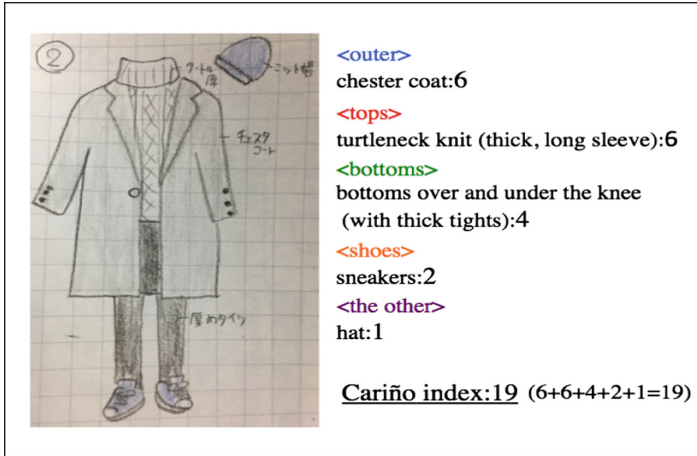 ②
タートル
厚
ニット帽
チェスタ
コート
厚めタイツ
<outer>
chester coat:6
<tops>
turtleneck knit (thick, long sleeve):6
<bottoms>
bottoms over and under the knee
(with thick tights):4
<shoes>
sneakers:2
<the other>
hat:1
Cariño index:19 (6+6+4+2+1=19)